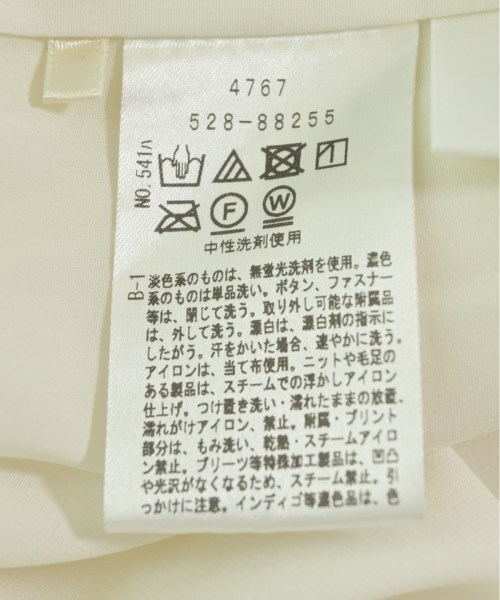 4767
528-88255
NO.541ハ
F
W
中性洗剤使用
B-1
淡色系のものは、無蛍光洗剤を使用。濃色
系のものは単品洗い。ボタン、ファスナー
等は、閉じて洗う。取り外し可能な附属品
は、外して洗う。漂白は、漂白剤の指示に
したがう。汗をかいた場合、速やかに洗う。
アイロンは、当て布使用。ニットや毛足の
ある製品は、スチームでの浮かしアイロン
仕上げ。つけ置き洗い・濡れたままの放置、
濡れがけアイロン、禁止。附属・プリント
部分は、もみ洗い、乾熱・スチームアイロ
ン禁止。プリーツ等特殊加工製品は、凹凸
や光沢がなくなるため、スチーム禁止。引
っかけに注意。インディゴ等濃色品は、色